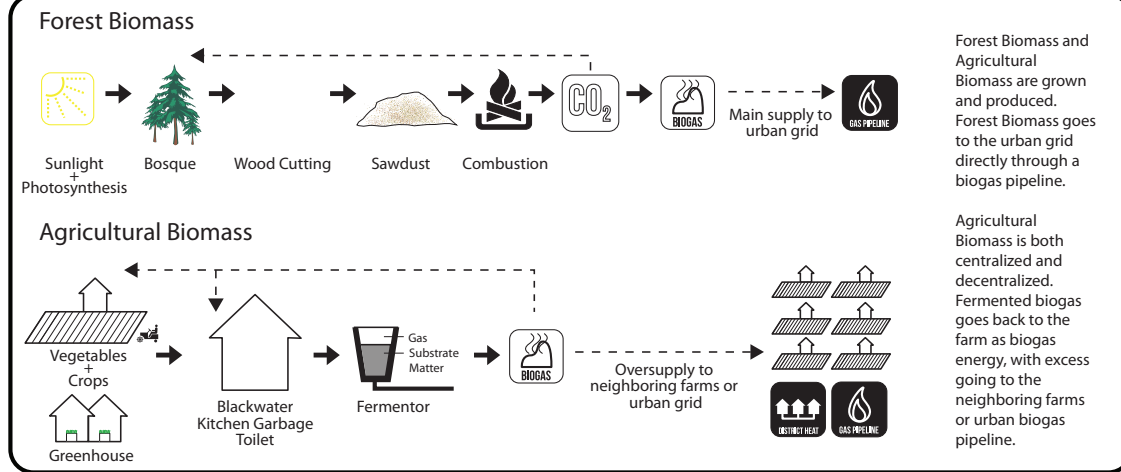 Forest Biomass
CO2
BIOGAS
Main supply to
urban grid
GAS PIPELINE
Sunlight
+
Photosynthesis
Bosque
Wood Cutting
Sawdust
Combustion
Forest Biomass and
Agricultural
Biomass are grown
and produced.
Forest Biomass goes
to the urban grid
directly through a
biogas pipeline.
Agricultural Biomass
Vegetables
+
Crops
Greenhouse
Blackwater
Kitchen Garbage
Toilet
Gas
Substrate
Matter
Fermentor
BIOGAS
Oversupply to
neighboring farms or
urban grid
DISTRICT HEAT
GAS PIPELINE
Agricultural
Biomass is both
centralized and
decentralized.
Fermented biogas
goes back to the
farm as biogas
energy, with excess
going to the
neighboring farms
or urban biogas
pipeline.